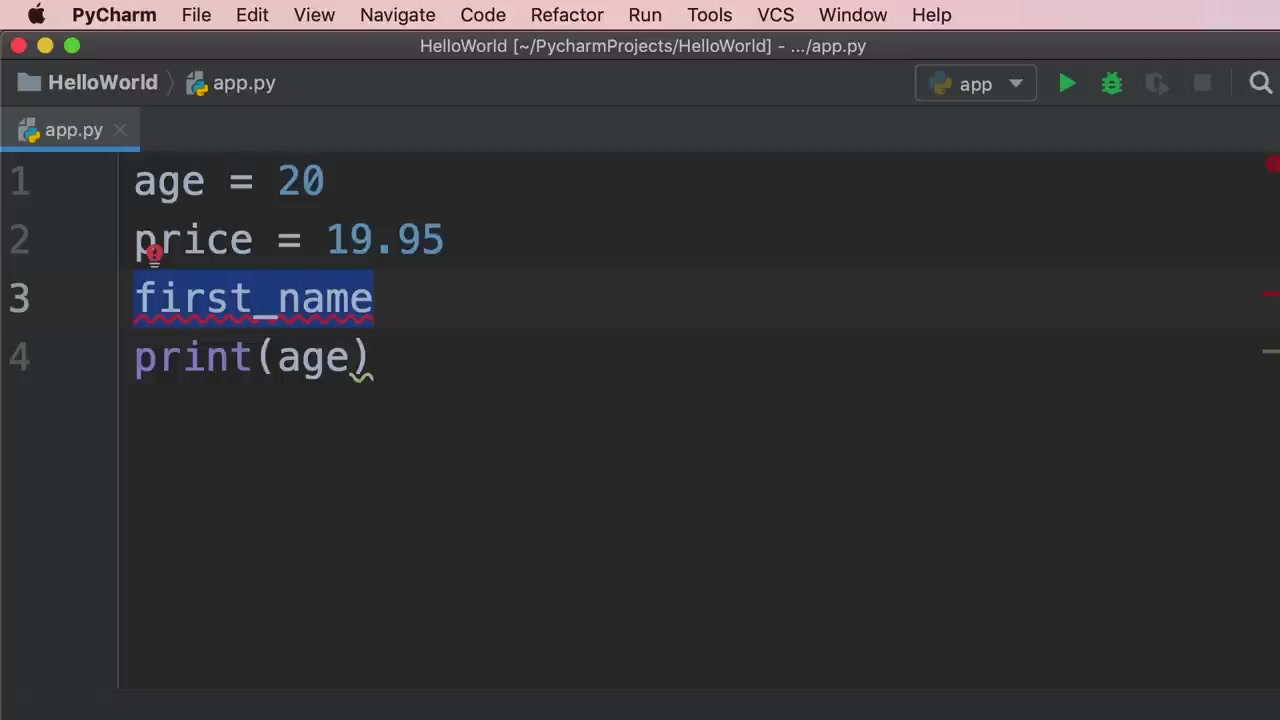 PyCharm File Edit View Navigate Code Refactor Run Tools VCS Window Help
HelloWorld [~/PycharmProjects/HelloWorld] - .../app.py
HelloWorld app.py app
app.py
1 age = 20
2 price = 19.95
3 first_name
4 print(age)